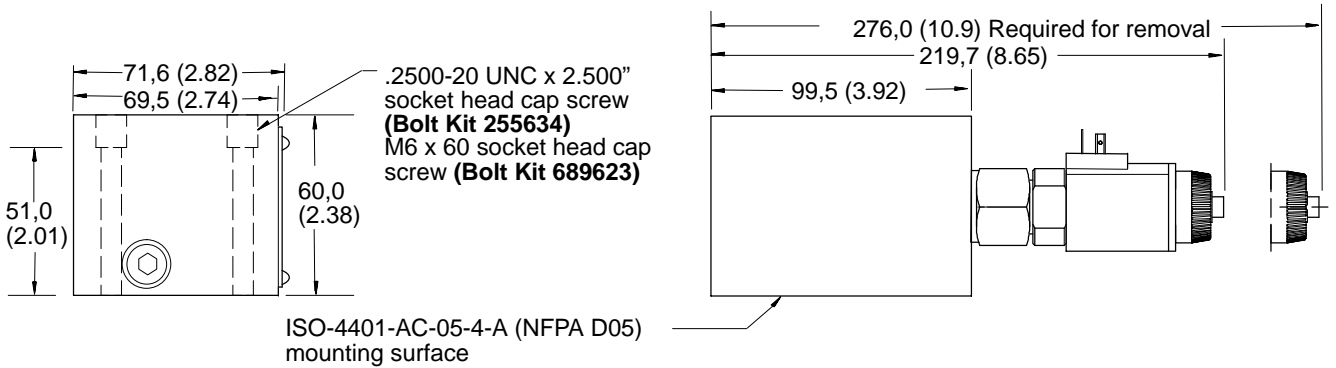 71,6 (2.82)
69,5 (2.74)
.2500-20 UNC x 2.500”
socket head cap screw
(Bolt Kit 255634)
M6 x 60 socket head cap
screw (Bolt Kit 689623)
51,0
(2.01)
60,0
(2.38)
276,0 (10.9) Required for removal
219,7 (8.65)
99,5 (3.92)
ISO-4401-AC-05-4-A (NFPA D05)
mounting surface